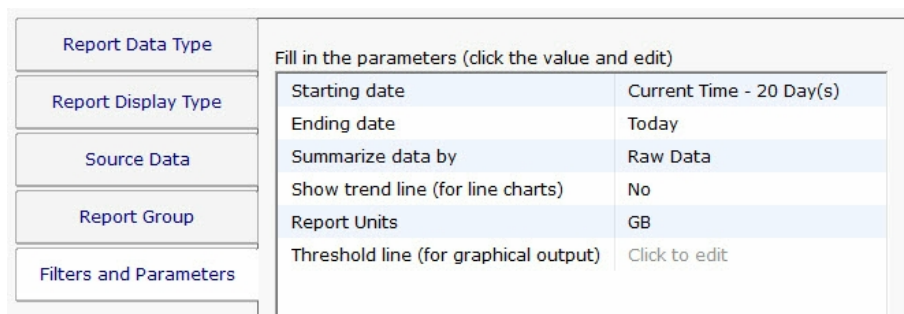 Report Data Type
Report Display Type
Source Data
Report Group
Filters and Parameters
Fill in the parameters (click the value and edit)
Starting date Current Time - 20 Day(s)
Ending date Today
Summarize data by Raw Data
Show trend line (for line charts) No
Report Units GB
Threshold line (for graphical output) Click to edit